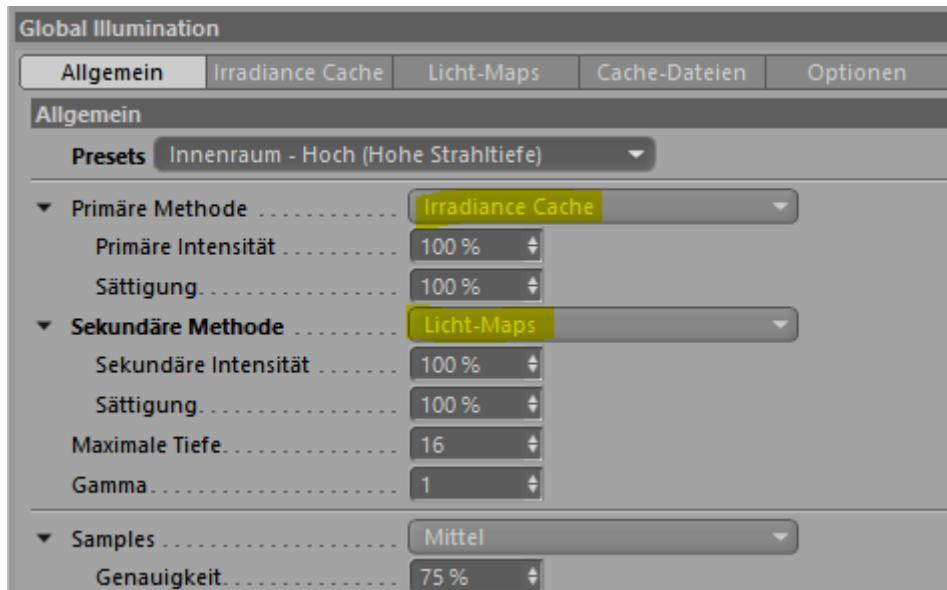 Global Illumination
Allgemein Irradiance Cache Licht-Maps Cache-Dateien Optionen
Allgemein
Presets Innenraum - Hoch (Hohe Strahltiefe)
Primäre Methode ............ Irradiance Cache
Primäre Intensität .......... 100 %
Sättigung................. 100 %
Sekundäre Methode ......... Licht-Maps
Sekundäre Intensität ....... 100 %
Sättigung................. 100 %
Maximale Tiefe............... 16
Gamma..................... 1
Samples .................... Mittel
Genauigkeit............... 75 %